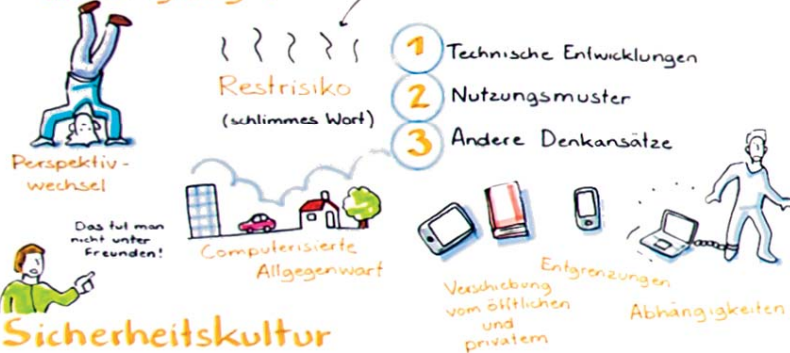 Restrisiko
(schlimmes Wort)
1 Technische Entwicklungen
2 Nutzungsmuster
3 Andere Denkansätze
Perspektiv-
wechsel
Das tut man
nicht unter
Freunden!
Computerisierte
Allgegenwart
Verschiebung
vom öfftlichen
und
privatem
Entgrenzungen
Abhängigkeiten
Sicherheitskultur